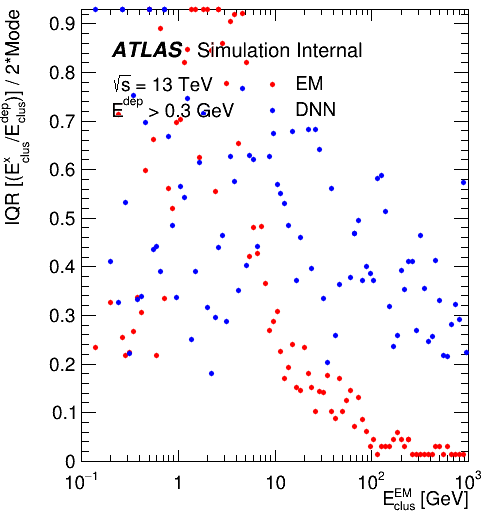 0.9
0.8
0.7
0.6
0.5
0.4
0.3
0.2
0.1
0
IQR [(E^x_clus/E^dep_clus)] / 2*Mode
ATLAS Simulation Internal
√s = 13 TeV
E^dep > 0.3 GeV
EM
DNN
10^−1 1 10 10^2 10^3
E^EM_clus [GeV]